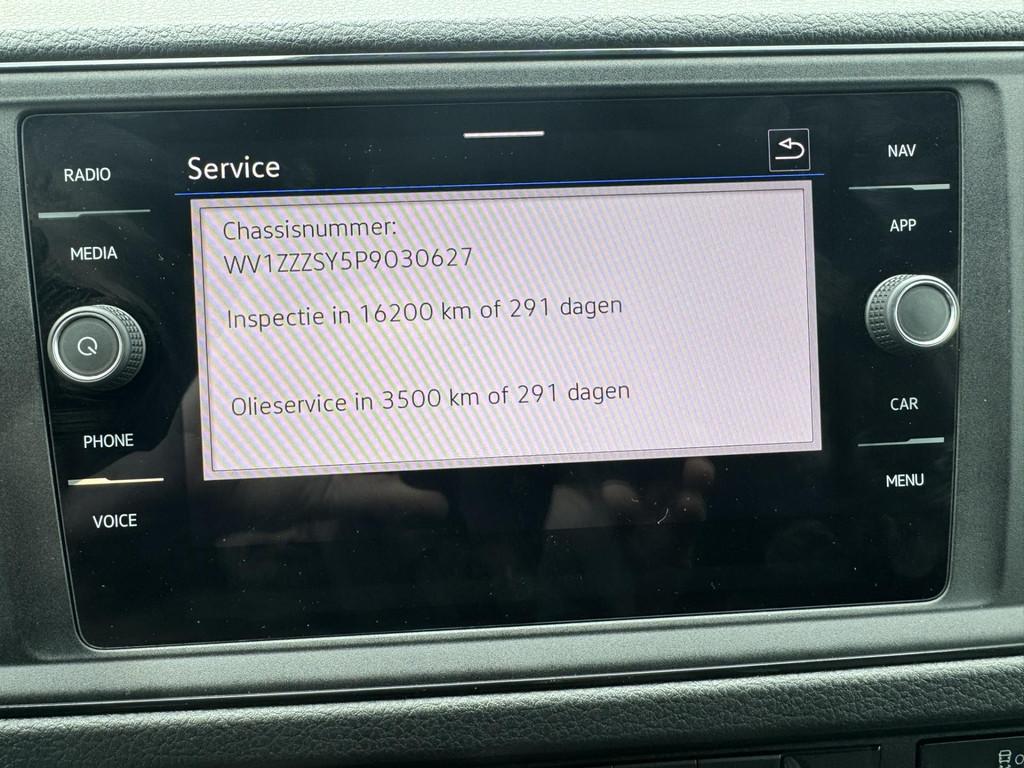 RADIO
MEDIA
PHONE
VOICE
Service
Chassisnummer:
WV1ZZZSY5P9030627
Inspectie in 16200 km of 291 dagen
Olieservice in 3500 km of 291 dagen
NAV
APP
CAR
MENU